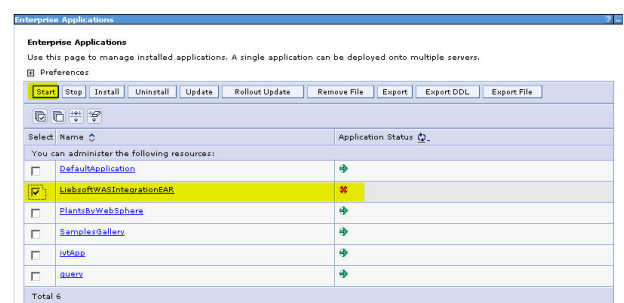 Enterprise Applications ? _
Enterprise Applications
Use this page to manage installed applications. A single application can be deployed onto multiple servers.
Preferences
Start Stop Install Uninstall Update Rollout Update Remove File Export Export DDL Export File
Select Name Application Status
You can administer the following resources:
DefaultApplication
LiebsoftWASIntegrationEAR
PlantsByWebSphere
SamplesGallery
ivtApp
query
Total 6